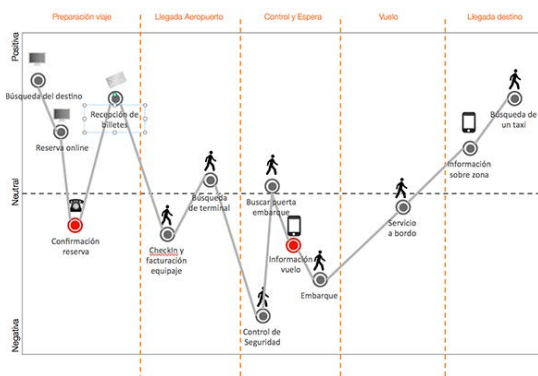 Preparación viaje
Llegada Aeropuerto
Control y Espera
Vuelo
Llegada destino
Positiva
Neutral
Negativa
Búsqueda del destino
Reserva online
Confirmación
reserva
Recepción de
billetes
CheckIn y
facturación
equipaje
Búsqueda
de terminal
Control de
Seguridad
Buscar puerta
embarque
Información
vuelo
Embarque
Servicio
a bordo
Información
sobre zona
Búsqueda de
un taxi